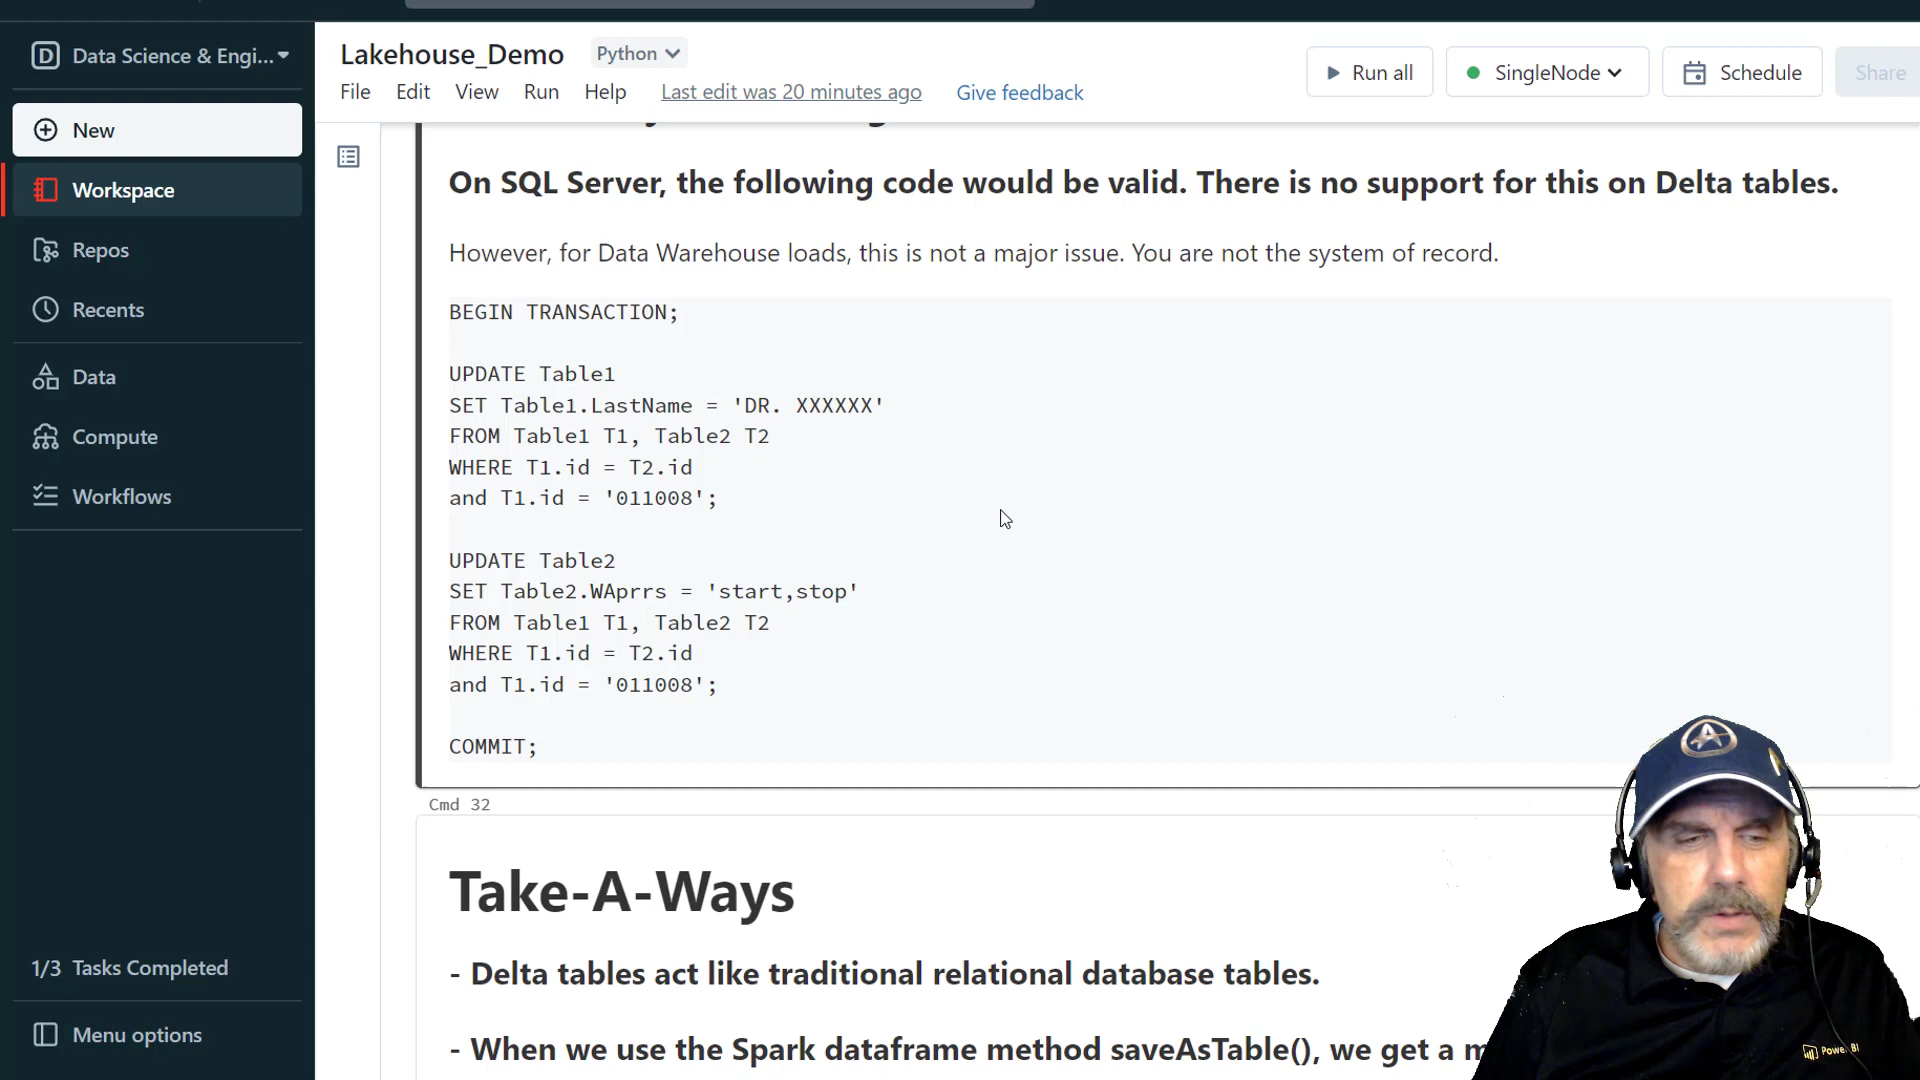 Data Science & Engi...
Lakehouse_Demo
Python
File
Edit
View
Run
Help
Last edit was 20 minutes ago
Give feedback
Run all
SingleNode
Schedule
Share
New
Workspace
Repos
Recents
Data
Compute
Workflows
1/3 Tasks Completed
Menu options
On SQL Server, the following code would be valid. There is no support for this on Delta tables.
However, for Data Warehouse loads, this is not a major issue. You are not the system of record.
BEGIN TRANSACTION;
UPDATE Table1
SET Table1.LastName = 'DR. XXXXXX'
FROM Table1 T1, Table2 T2
WHERE T1.id = T2.id
and T1.id = '011008';
UPDATE Table2
SET Table2.WAprrs = 'start,stop'
FROM Table1 T1, Table2 T2
WHERE T1.id = T2.id
and T1.id = '011008';
COMMIT;
Cmd 32
Take-A-Ways
- Delta tables act like traditional relational database tables.
- When we use the Spark dataframe method saveAsTable(), we get a m
Power BI